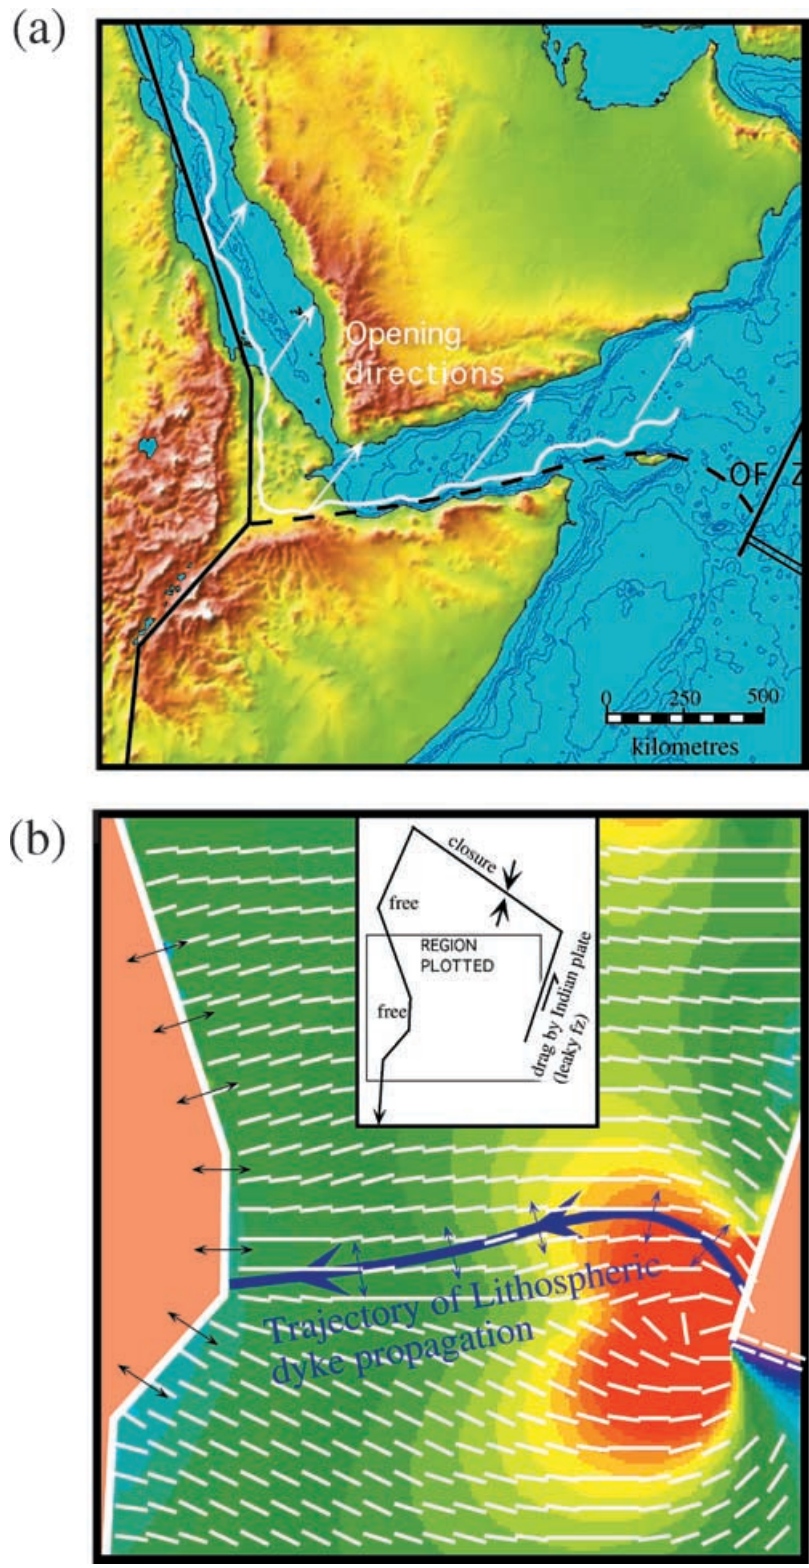 (a)
Opening
directions
OF Z
0 250 500
kilometres
(b)
closure
free
REGION
PLOTTED
free
drag by Indian plate
(leaky fz)
Trajectory of Lithospheric
dyke propagation